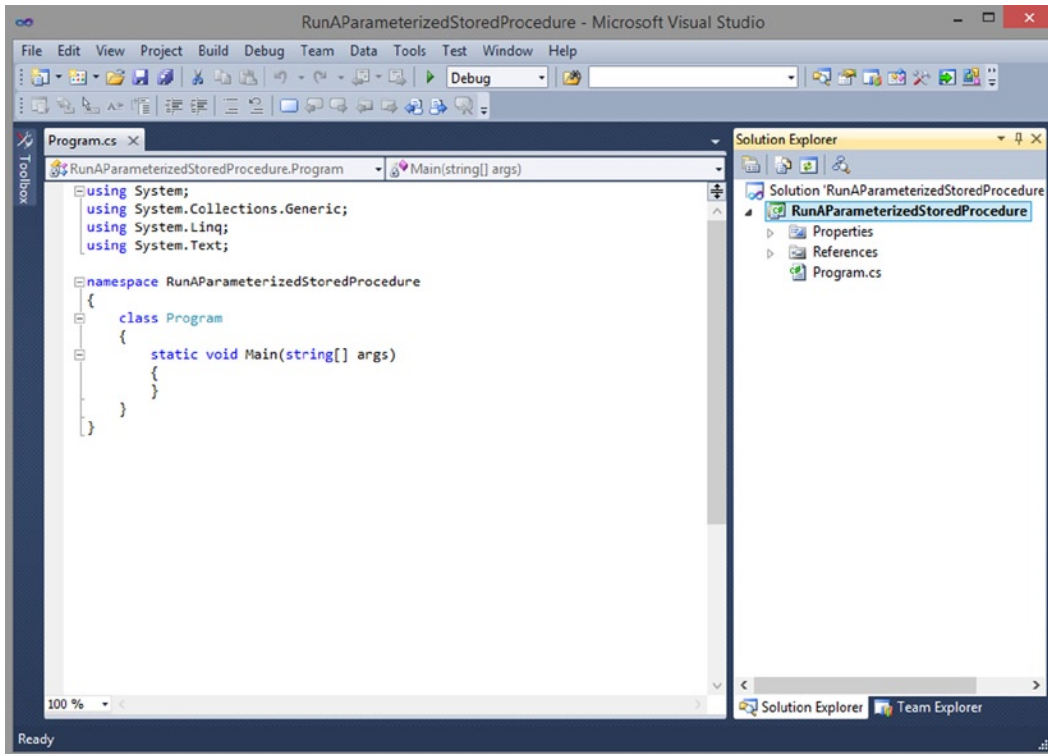 RunAParameterizedStoredProcedure - Microsoft Visual Studio
File Edit View Project Build Debug Team Data Tools Test Window Help
Debug
Toolbox
Program.cs
RunAParameterizedStoredProcedure.Program
Main(string[] args)
using System;
using System.Collections.Generic;
using System.Linq;
using System.Text;
namespace RunAParameterizedStoredProcedure
{
class Program
{
static void Main(string[] args)
{
}
}
}
100 %
Solution Explorer
Solution 'RunAParameterizedStoredProcedure
RunAParameterizedStoredProcedure
Properties
References
Program.cs
Solution Explorer
Team Explorer
Ready